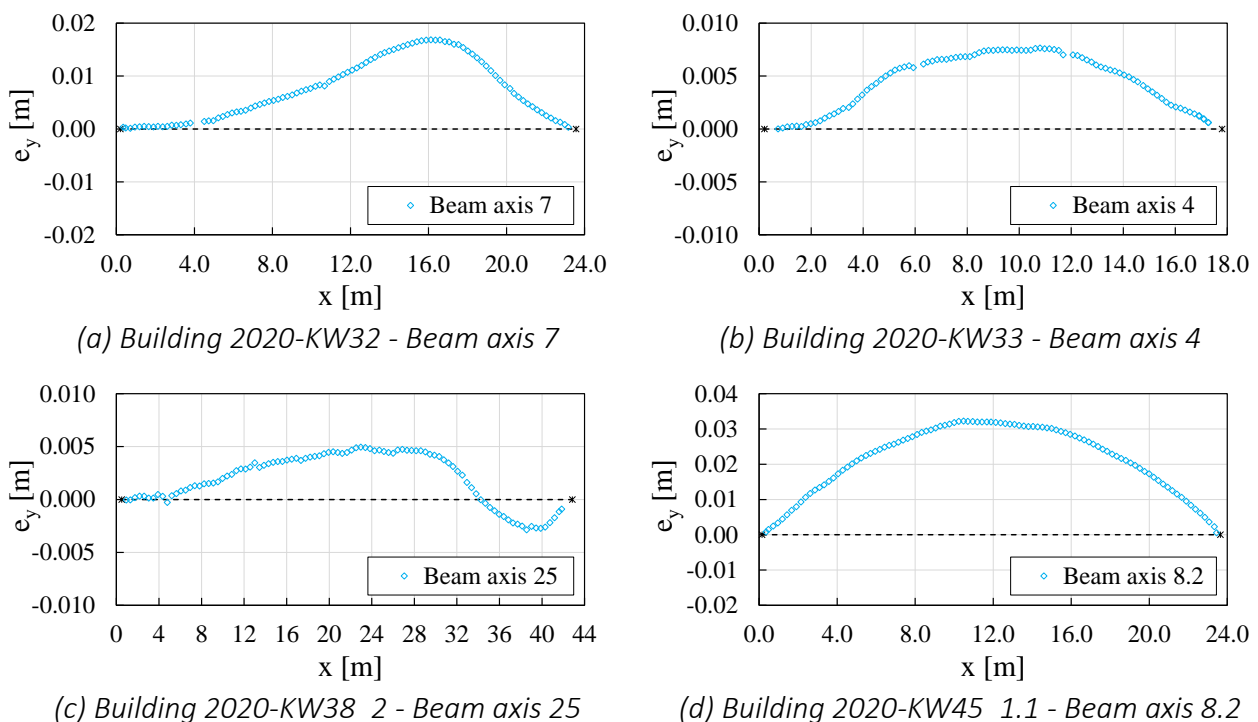 0.02
0.01
0.00
-0.01
-0.02
e_y [m]
Beam axis 7
0.0 4.0 8.0 12.0 16.0 20.0 24.0
x [m]
(a) Building 2020-KW32 - Beam axis 7
0.010
0.005
0.000
-0.005
-0.010
e_y [m]
Beam axis 4
0.0 2.0 4.0 6.0 8.0 10.0 12.0 14.0 16.0 18.0
x [m]
(b) Building 2020-KW33 - Beam axis 4
0.010
0.005
0.000
-0.005
-0.010
e_y [m]
Beam axis 25
0 4 8 12 16 20 24 28 32 36 40 44
x [m]
(c) Building 2020-KW38_2 - Beam axis 25
0.04
0.03
0.02
0.01
0.00
-0.01
-0.02
e_y [m]
Beam axis 8.2
0.0 4.0 8.0 12.0 16.0 20.0 24.0
x [m]
(d) Building 2020-KW45_1.1 - Beam axis 8.2